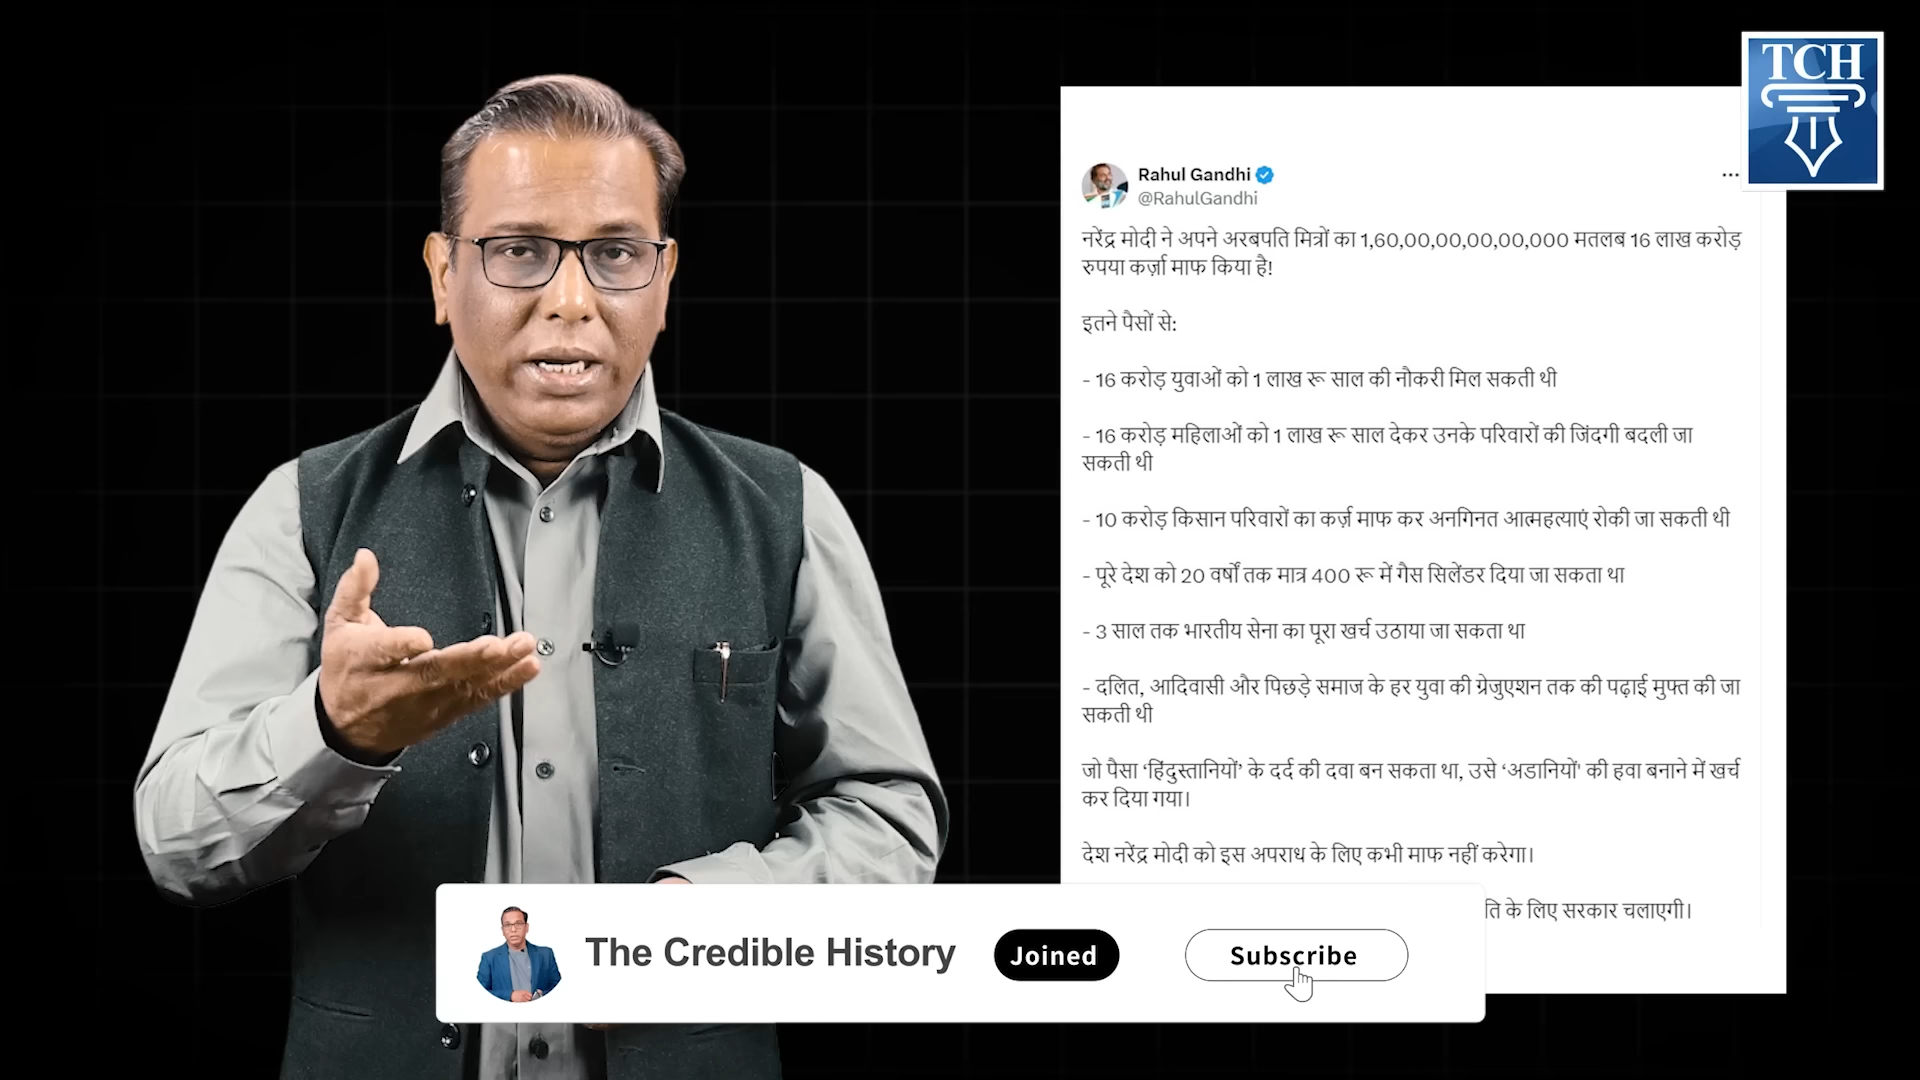 TCH
Rahul Gandhi
@RahulGandhi
नरेंद्र मोदी ने अपने अरबपति मित्रों का 1,60,00,00,00,00,000 मतलब 16 लाख करोड़
रुपया कर्ज़ा माफ किया है!
इतने पैसों से:
- 16 करोड़ युवाओं को 1 लाख रू साल की नौकरी मिल सकती थी
- 16 करोड़ महिलाओं को 1 लाख रू साल देकर उनके परिवारों की जिंदगी बदली जा
सकती थी
- 10 करोड़ किसान परिवारों का कर्ज़ माफ कर अनगिनत आत्महत्याएं रोकी जा सकती थी
- पूरे देश को 20 वर्षों तक मात्र 400 रू में गैस सिलेंडर दिया जा सकता था
- 3 साल तक भारतीय सेना का पूरा खर्च उठाया जा सकता था
- दलित, आदिवासी और पिछड़े समाज के हर युवा की ग्रेजुएशन तक की पढ़ाई मुफ्त की जा
सकती थी
जो पैसा ‘हिंदुस्तानियों’ के दर्द की दवा बन सकता था, उसे ‘अडानियों' की हवा बनाने में खर्च
कर दिया गया।
देश नरेंद्र मोदी को इस अपराध के लिए कभी माफ नहीं करेगा।
के लिए सरकार चलाएगी।
The Credible History
Joined
Subscribe